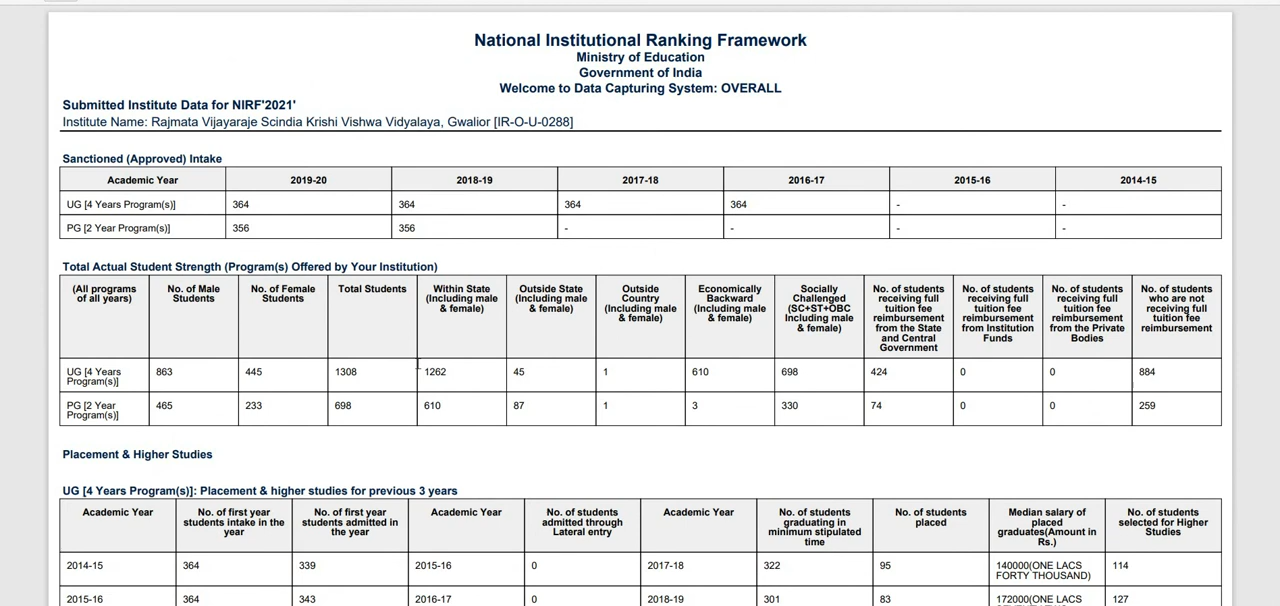 National Institutional Ranking Framework
Ministry of Education
Government of India
Welcome to Data Capturing System: OVERALL
Submitted Institute Data for NIRF'2021'
Institute Name: Rajmata Vijayaraje Scindia Krishi Vishwa Vidyalaya, Gwalior [IR-O-U-0288]
Sanctioned (Approved) Intake
Academic Year 2019-20 2018-19 2017-18 2016-17 2015-16 2014-15
UG [4 Years Program(s)] 364 364 364 364 - -
PG [2 Year Program(s)] 356 356 - - - -
Total Actual Student Strength (Program(s) Offered by Your Institution)
(All programs of all years) No. of Male Students No. of Female Students Total Students Within State (Including male & female) Outside State (Including male & female) Outside Country (Including male & female) Economically Backward (Including male & female) Socially Challenged (SC+ST+OBC Including male & female) No. of students receiving full tuition fee reimbursement from the State and Central Government No. of students receiving full tuition fee reimbursement from Institution Funds No. of students receiving full tuition fee reimbursement from the Private Bodies No. of students who are not receiving full tuition fee reimbursement
UG [4 Years Program(s)] 863 445 1308 1262 45 1 610 698 424 0 0 884
PG [2 Year Program(s)] 465 233 698 610 87 1 3 330 74 0 0 259
Placement & Higher Studies
UG [4 Years Program(s)]: Placement & higher studies for previous 3 years
Academic Year No. of first year students intake in the year No. of first year students admitted in the year Academic Year No. of students admitted through Lateral entry Academic Year No. of students graduating in minimum stipulated time No. of students placed Median salary of placed graduates(Amount in Rs.) No. of students selected for Higher Studies
2014-15 364 339 2015-16 0 2017-18 322 95 140000(ONE LACS FORTY THOUSAND) 114
2015-16 364 343 2016-17 0 2018-19 301 83 172000(ONE LACS 127